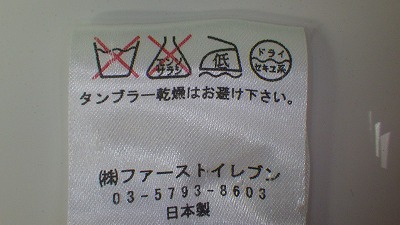 エンソ 低 ドライ
サラシ セキユ系
タンブラー乾燥はお避け下さい。
㈱ファーストイレブン
03-5793-8603
日本製